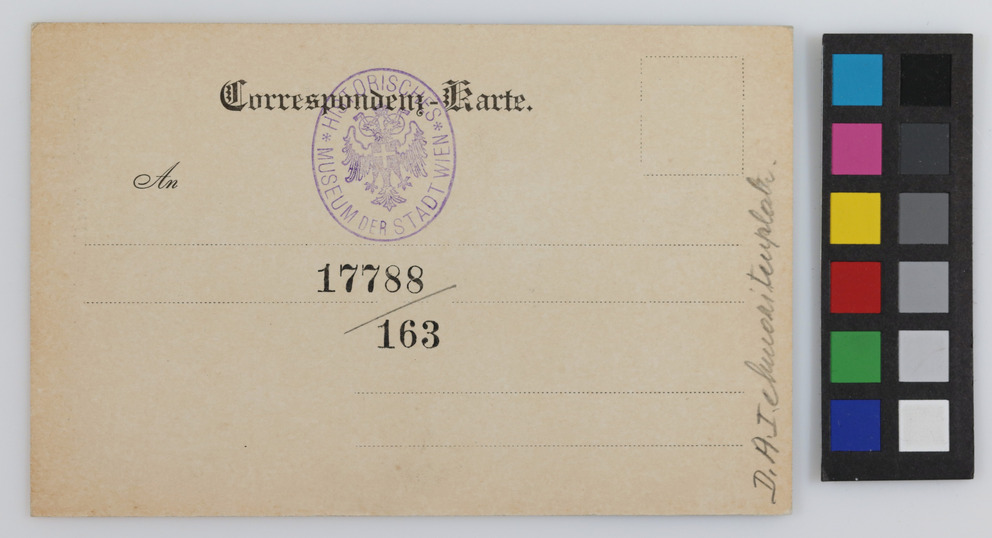 Correspondenz-Karte.
* HISTORISCHES * MUSEUM DER STADT WIEN
An
17788
163
D. A. I.